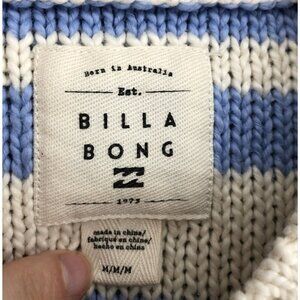 Born in Australia
Est.
BILLA
BONG
1973
made in china/
fabriqué en chine/
hecho en china
M/M/M